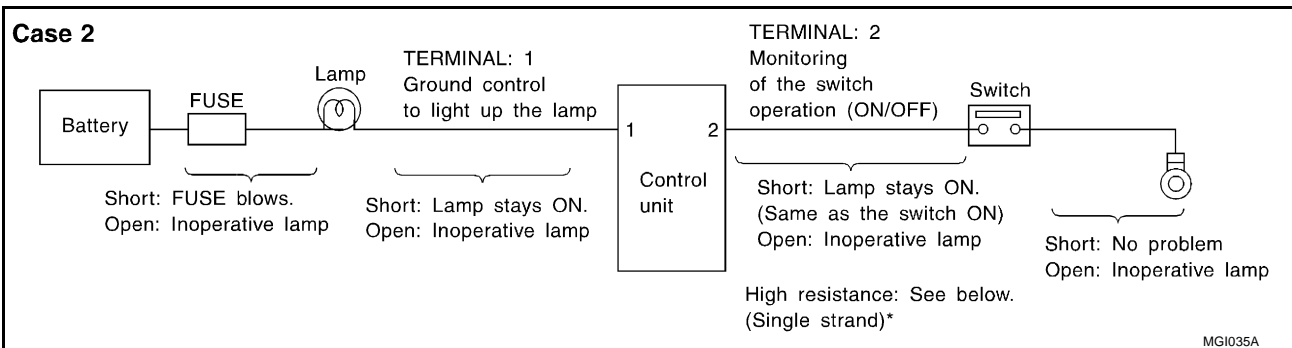 Case 2
Battery
FUSE
Lamp
TERMINAL: 1
Ground control
to light up the lamp
TERMINAL: 2
Monitoring
of the switch
operation (ON/OFF)
Switch
1
2
Control
unit
Short: FUSE blows.
Open: Inoperative lamp
Short: Lamp stays ON.
Open: Inoperative lamp
Short: Lamp stays ON.
(Same as the switch ON)
Open: Inoperative lamp
Short: No problem
Open: Inoperative lamp
High resistance: See below.
(Single strand)*
MGI035A